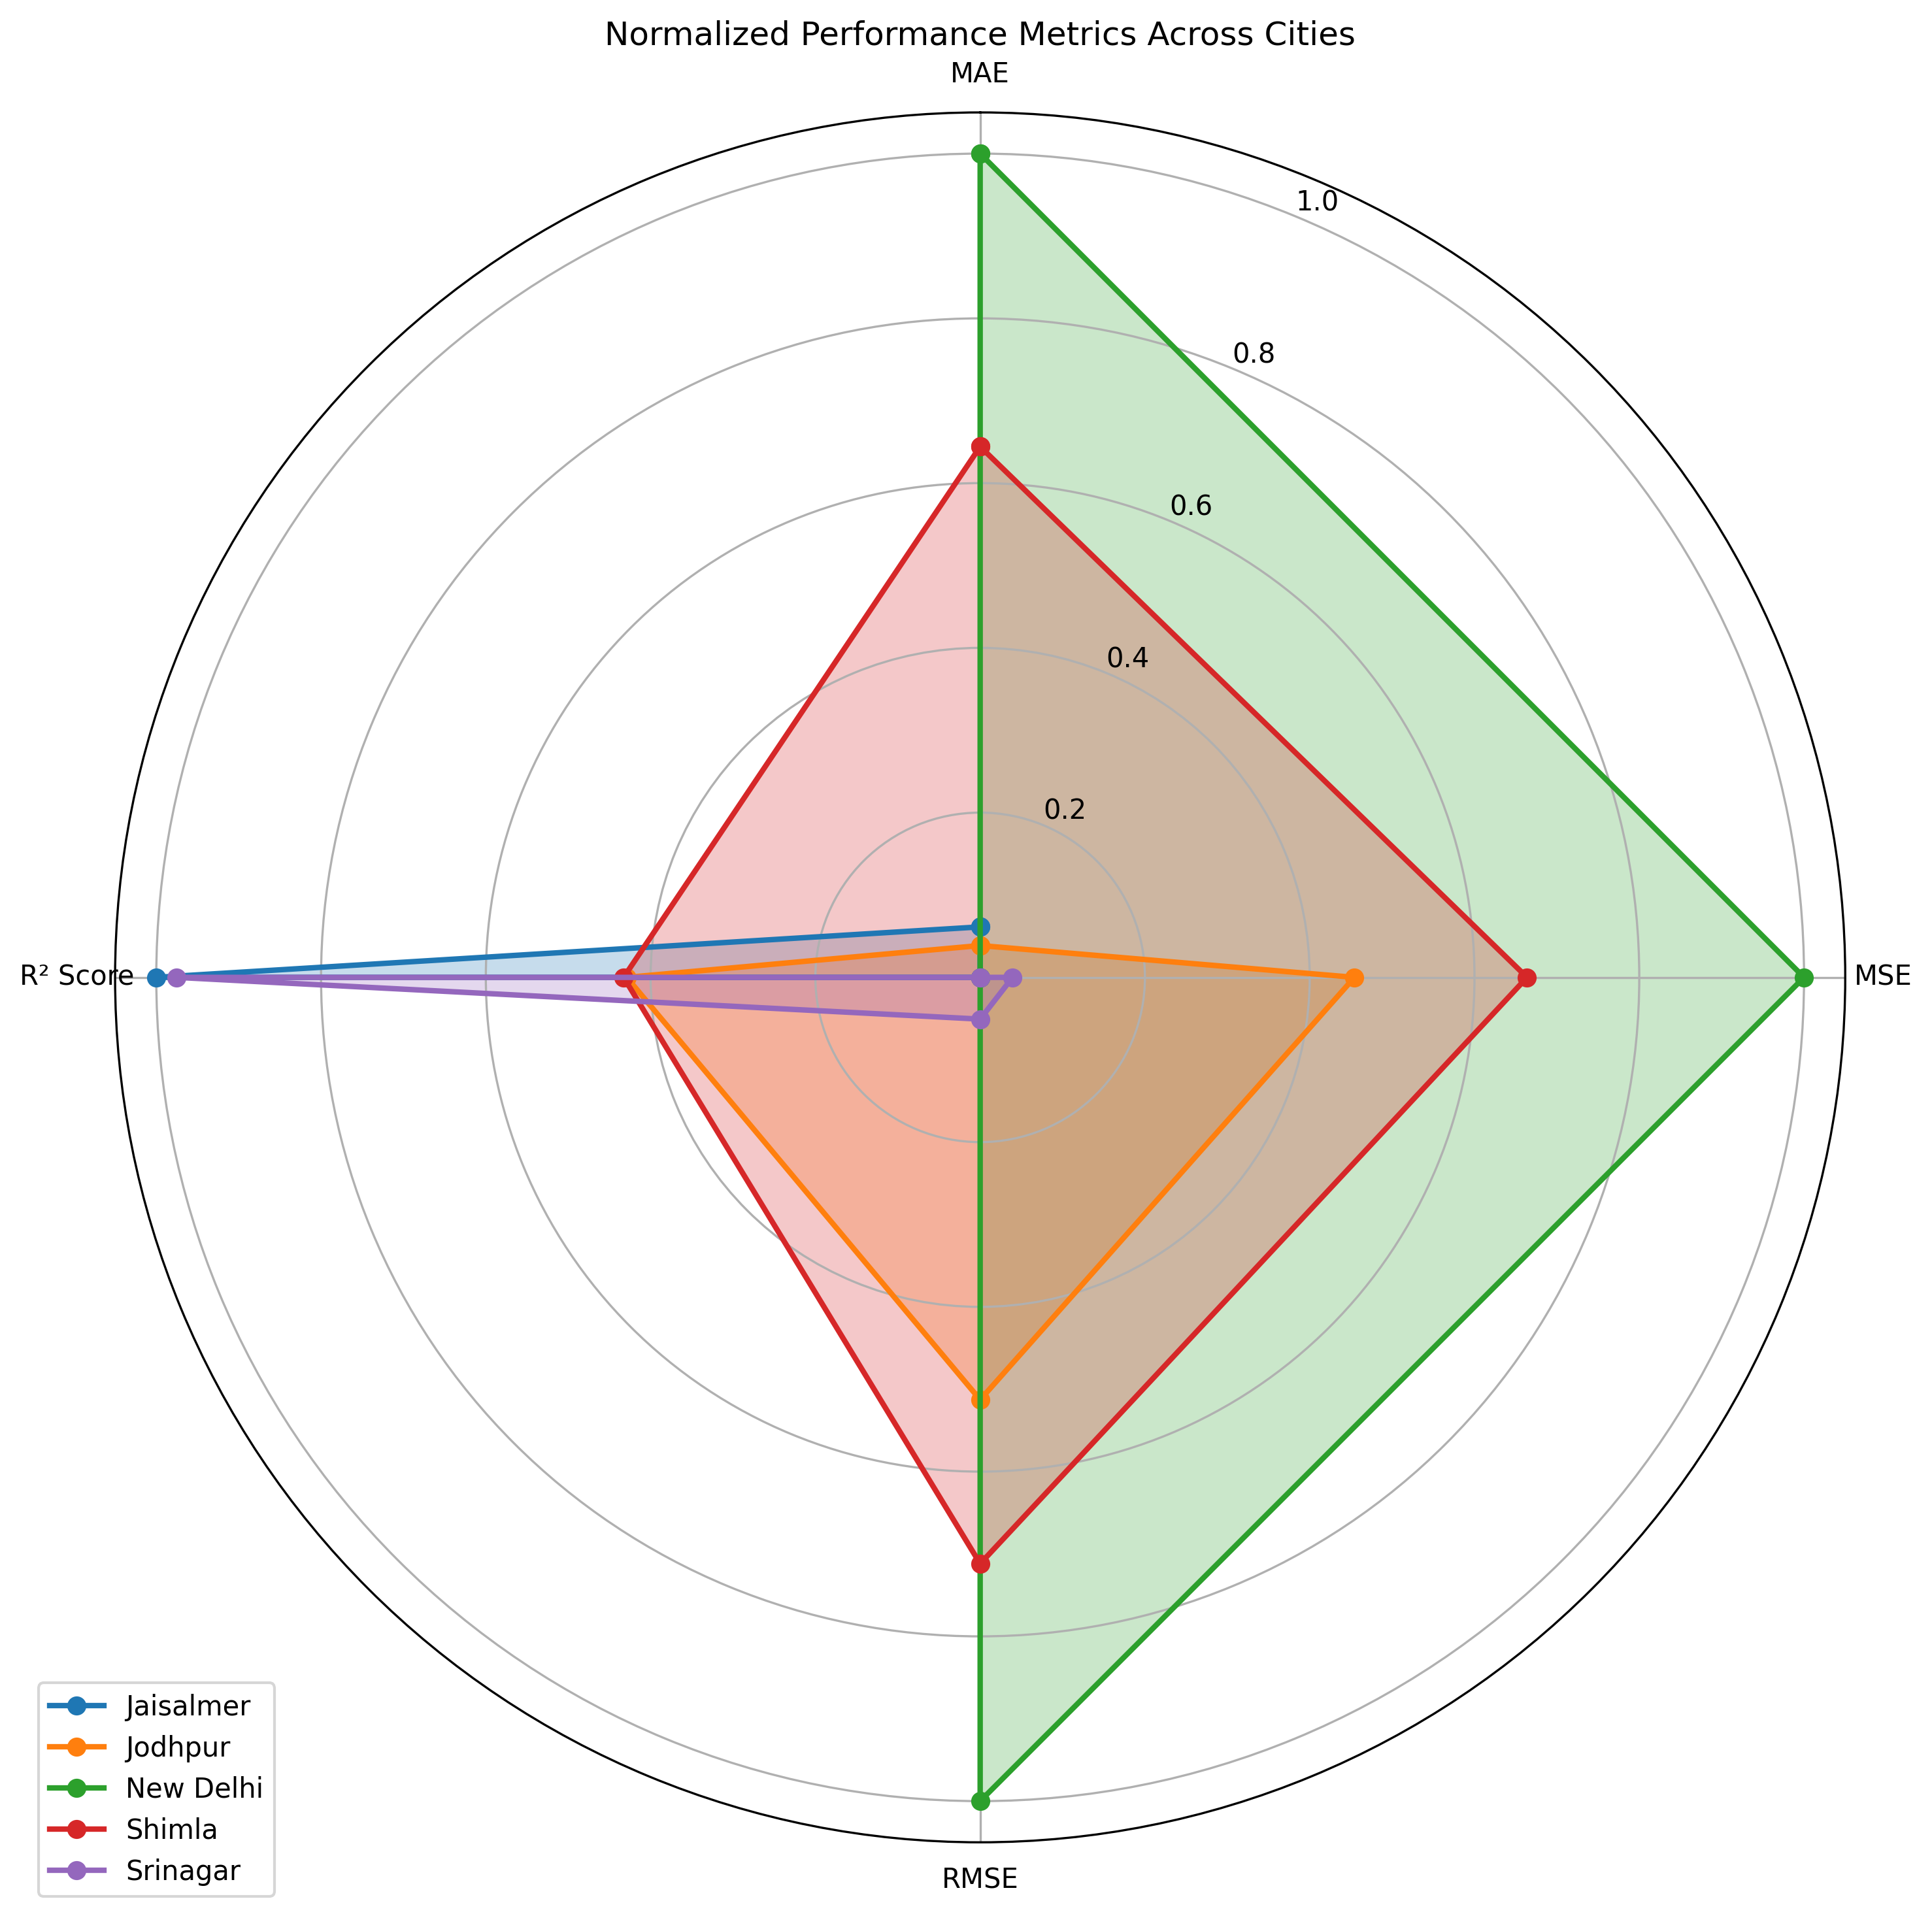 Normalized Performance Metrics Across Cities
MAE
1.0
0.8
0.6
0.4
0.2
R² Score
MSE
RMSE
Jaisalmer
Jodhpur
New Delhi
Shimla
Srinagar